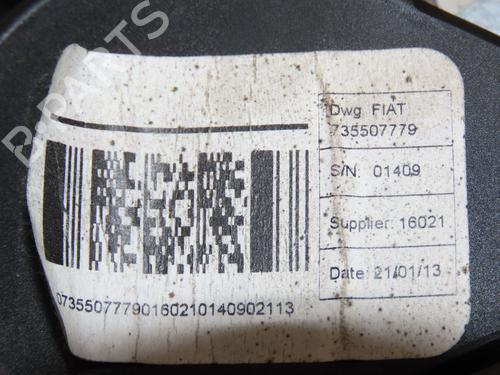 Dwg FIAT
735507779
S/N: 01409
Supplier: 16021
Date: 21/01/13
07355077790160210140902113
B-PARTS